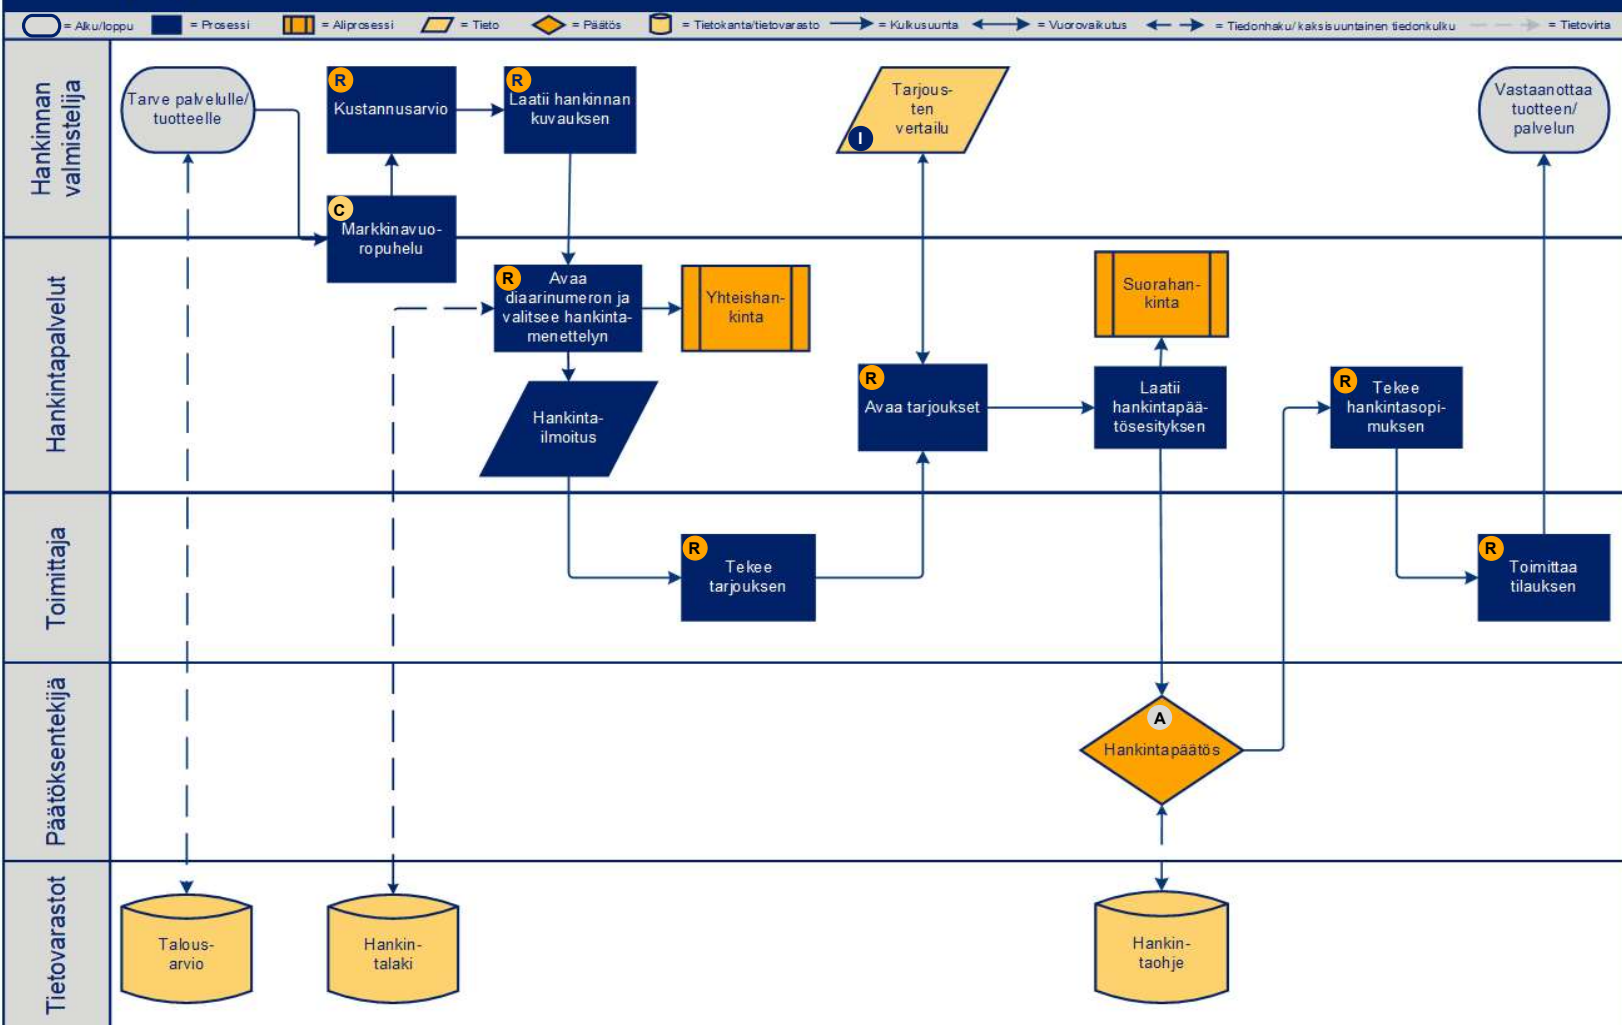 = Alku/loppu
= Prosessi
= Aliprosessi
= Tieto
= Päätös
= Tietokanta/tietovarasto
= Kulkusuunta
= Vuorovaikutus
= Tiedonhaku/ kaksisuuntainen tiedonkulku
= Tietovirta
Hankinnan
valmistelija
Tarve palvelulle/
tuotteelle
R
Kustannusarvio
R
Laatii hankinnan
kuvauksen
Tarjous-
ten
vertailu
I
Vastaanottaa
tuotteen/
palvelun
C
Markkinavuo-
ropuhelu
Hankintapalvelut
R
Avaa
diaarinumeron ja
valitsee hankinta-
menettelyn
Yhteishan-
kinta
Suorahan-
kinta
Hankinta-
ilmoitus
R
Avaa tarjoukset
Laatii
hankintapää-
tösesityksen
R
Tekee
hankintasopi-
muksen
Toimittaja
R
Tekee
tarjouksen
R
Toimittaa
tilauksen
Päätöksentekijä
A
Hankintapäätös
Tietovarastot
Talous-
arvio
Hankin-
talaki
Hankin-
taohje